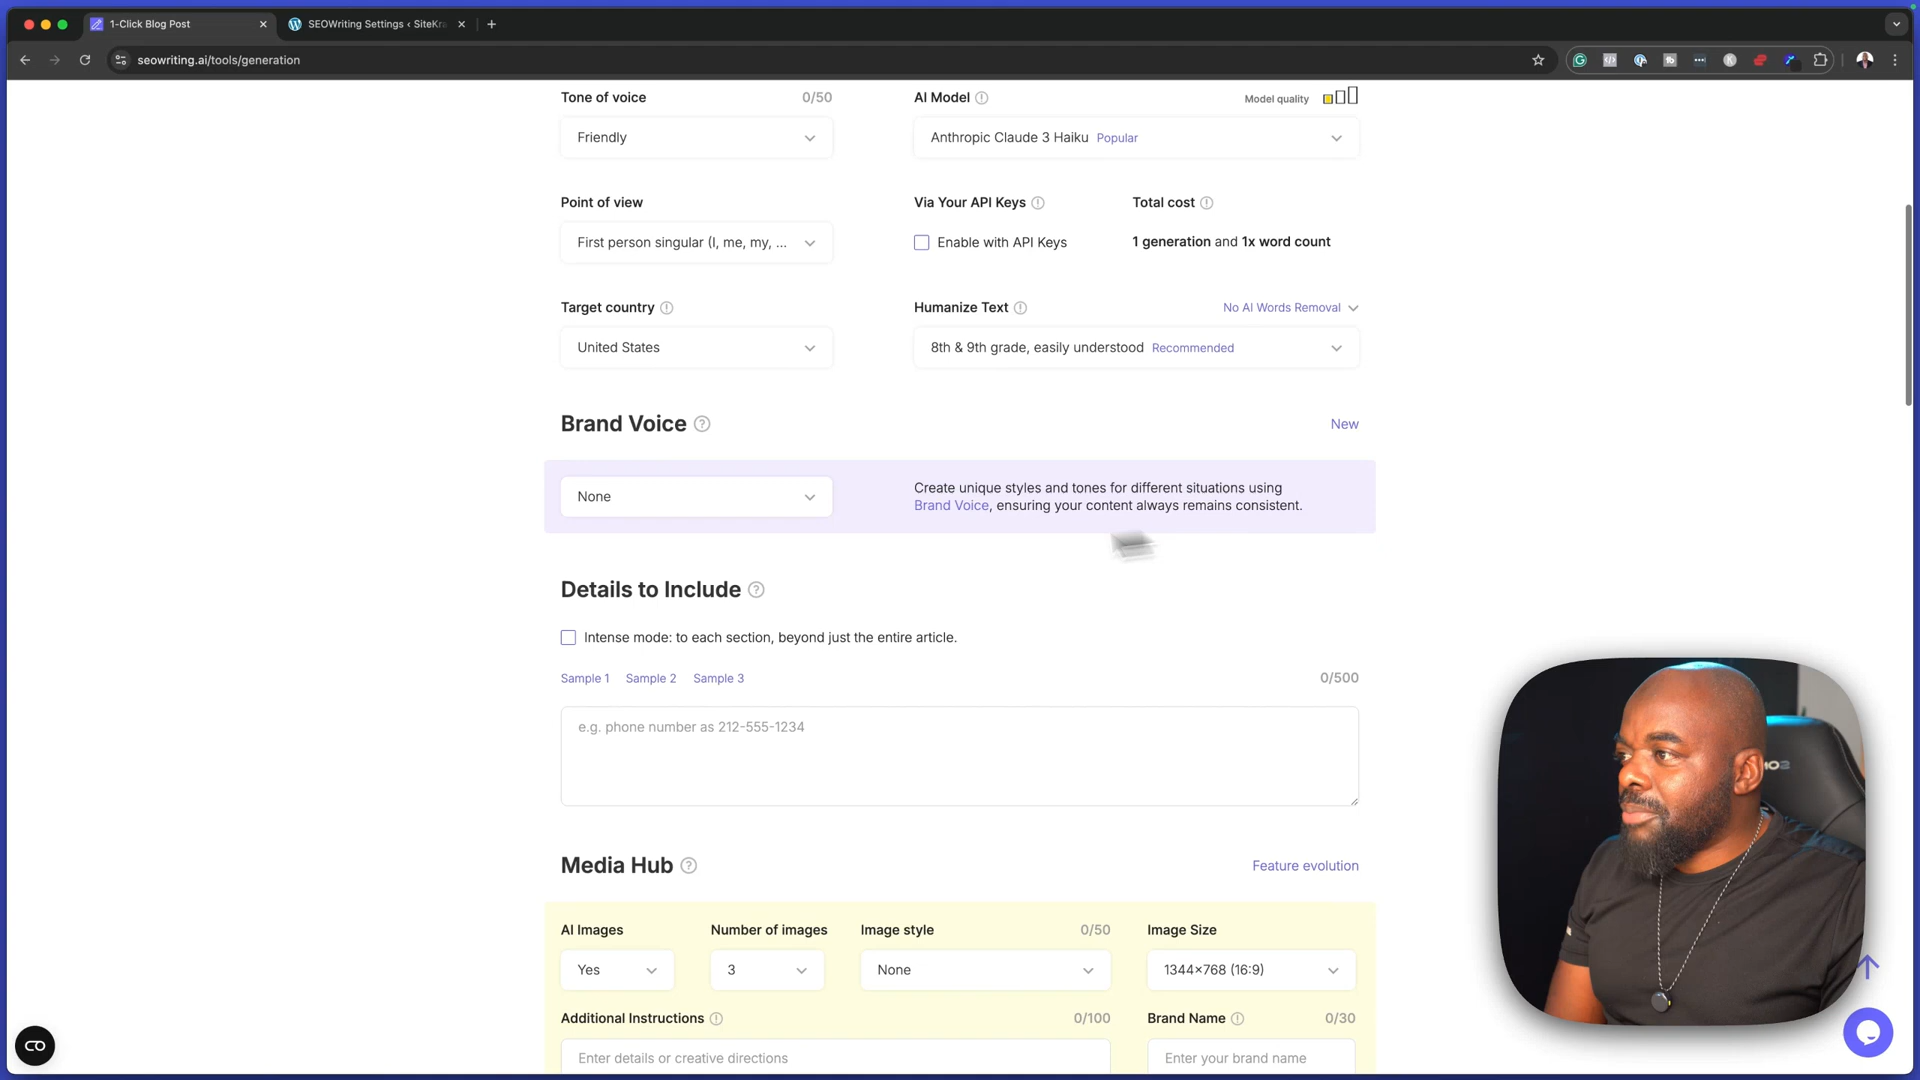 1-Click Blog Post
SEOWriting Settings ‹ SiteKr
seowriting.ai/tools/generation
Tone of voice 0/50
AI Model Model quality
Friendly
Anthropic Claude 3 Haiku Popular
Point of view
Via Your API Keys Total cost
First person singular (I, me, my, ...
Enable with API Keys 1 generation and 1x word count
Target country
Humanize Text No AI Words Removal
United States
8th & 9th grade, easily understood Recommended
Brand Voice New
None
Create unique styles and tones for different situations using
Brand Voice, ensuring your content always remains consistent.
Details to Include
Intense mode: to each section, beyond just the entire article.
Sample 1 Sample 2 Sample 3 0/500
e.g. phone number as 212-555-1234
Media Hub Feature evolution
AI Images Number of images Image style 0/50 Image Size
Yes 3 None 1344×768 (16:9)
Additional Instructions 0/100 Brand Name 0/30
Enter details or creative directions Enter your brand name